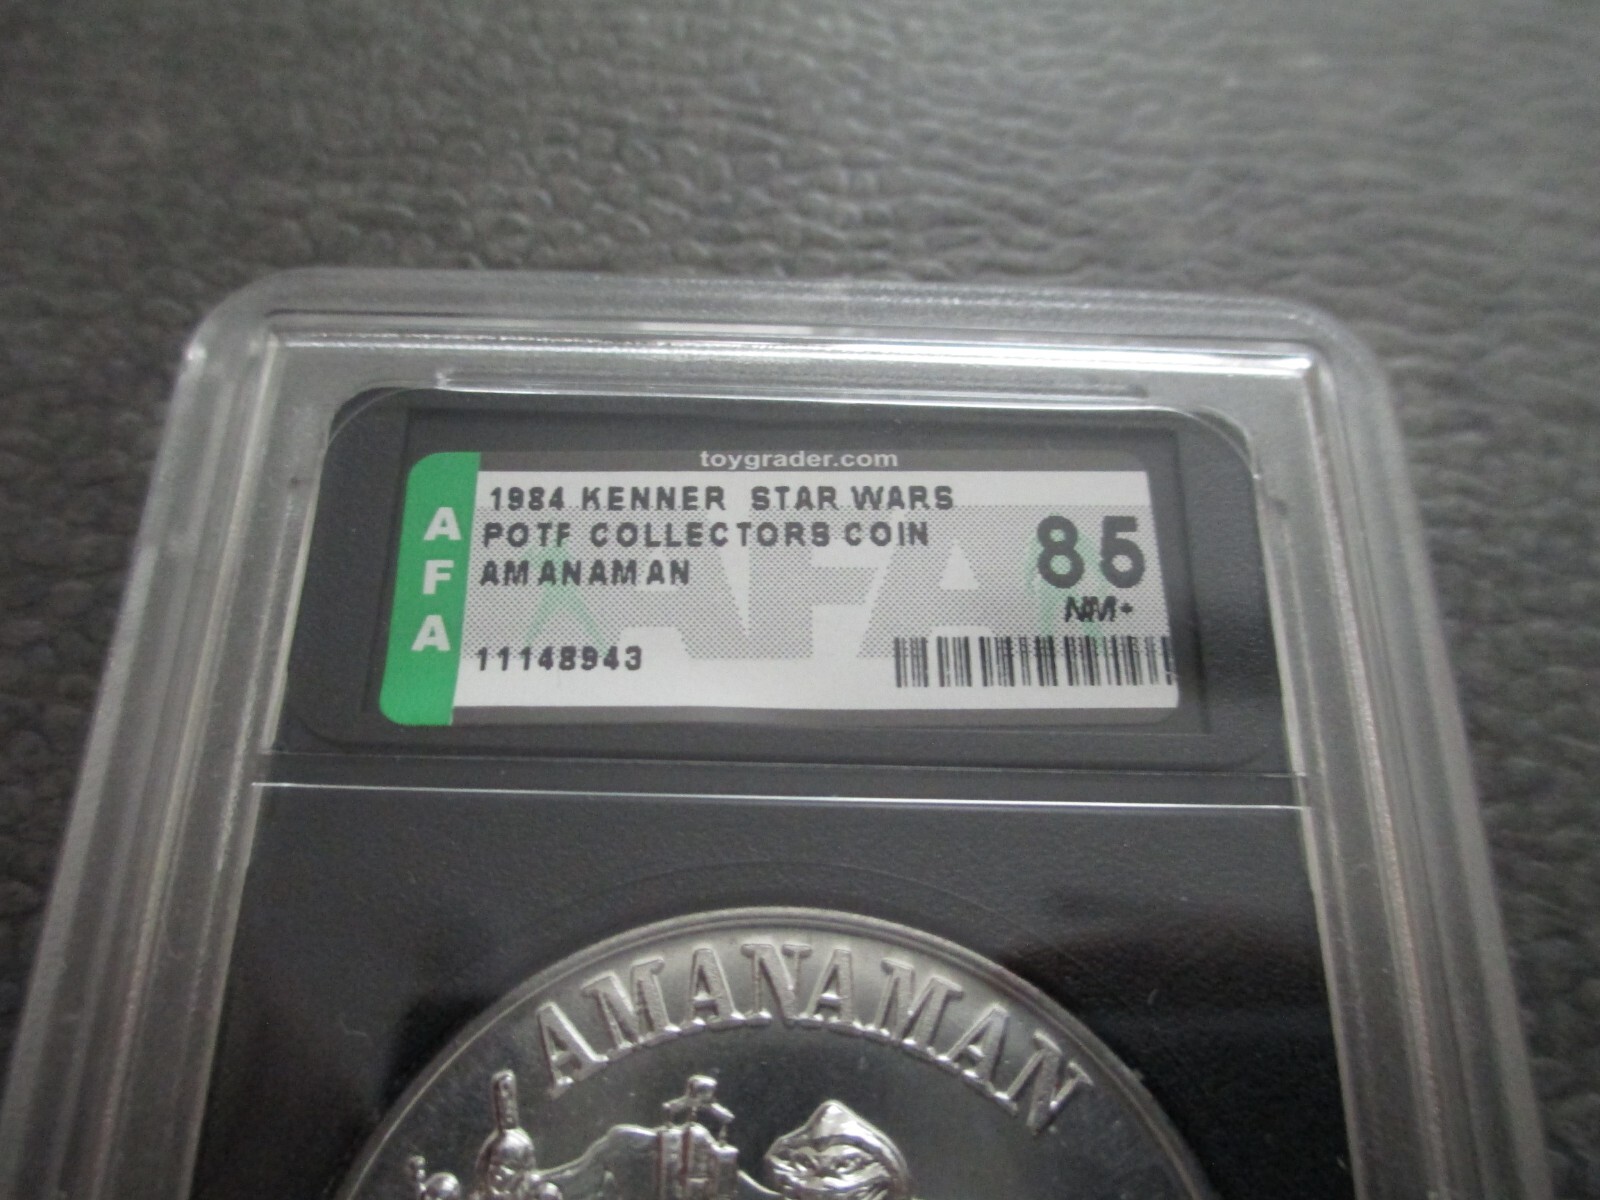 toygrader.com
AFA
1984 KENNER STAR WARS
POTF COLLECTORS COIN
AMANAMAN
85
NM+
11148943
AFA
AMANAMAN